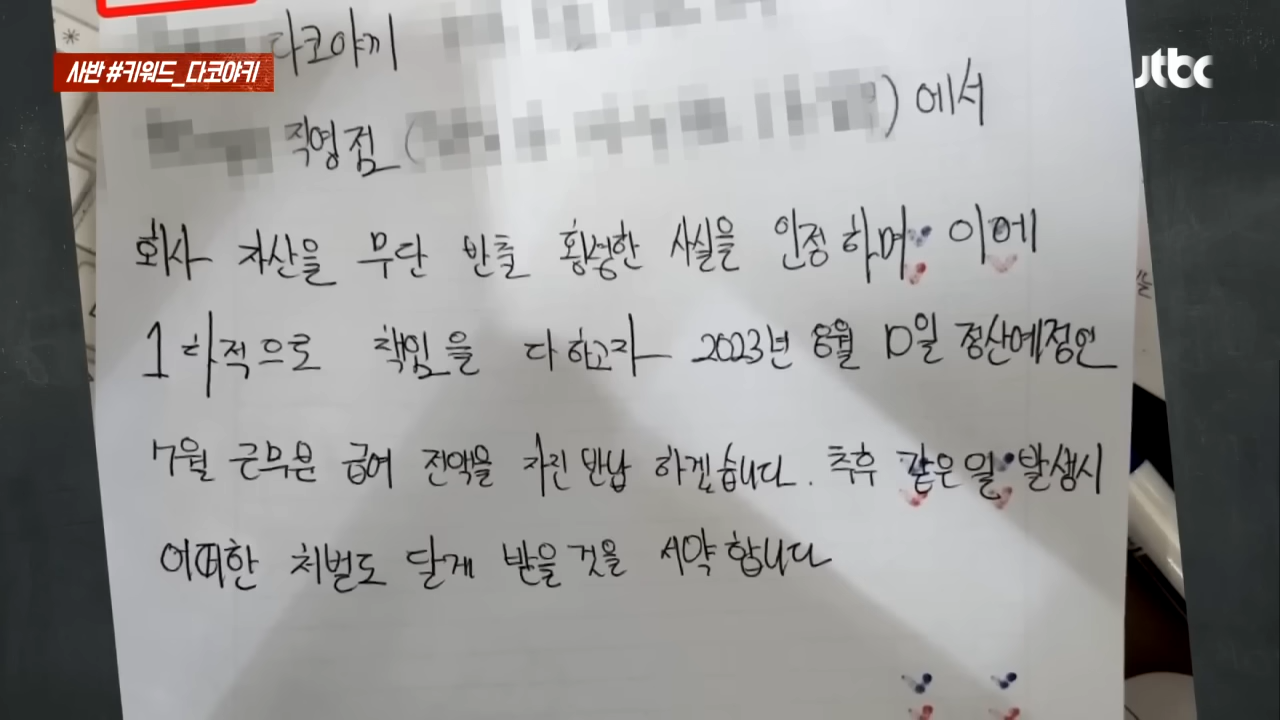 사반 #키워드_다코야키
jtbc
다코야끼
직영점 ( ) 에서
회사 자산을 무단 반출 횡령한 사실을 인정하며 이에
1차적으로 책임을 다하고자 2023년 8월 10일 정산예정인
7월 근무분 급여 전액을 자진반납 하겠습니다. 추후 같은일 발생시
어떠한 처벌도 달게 받을것을 서약합니다